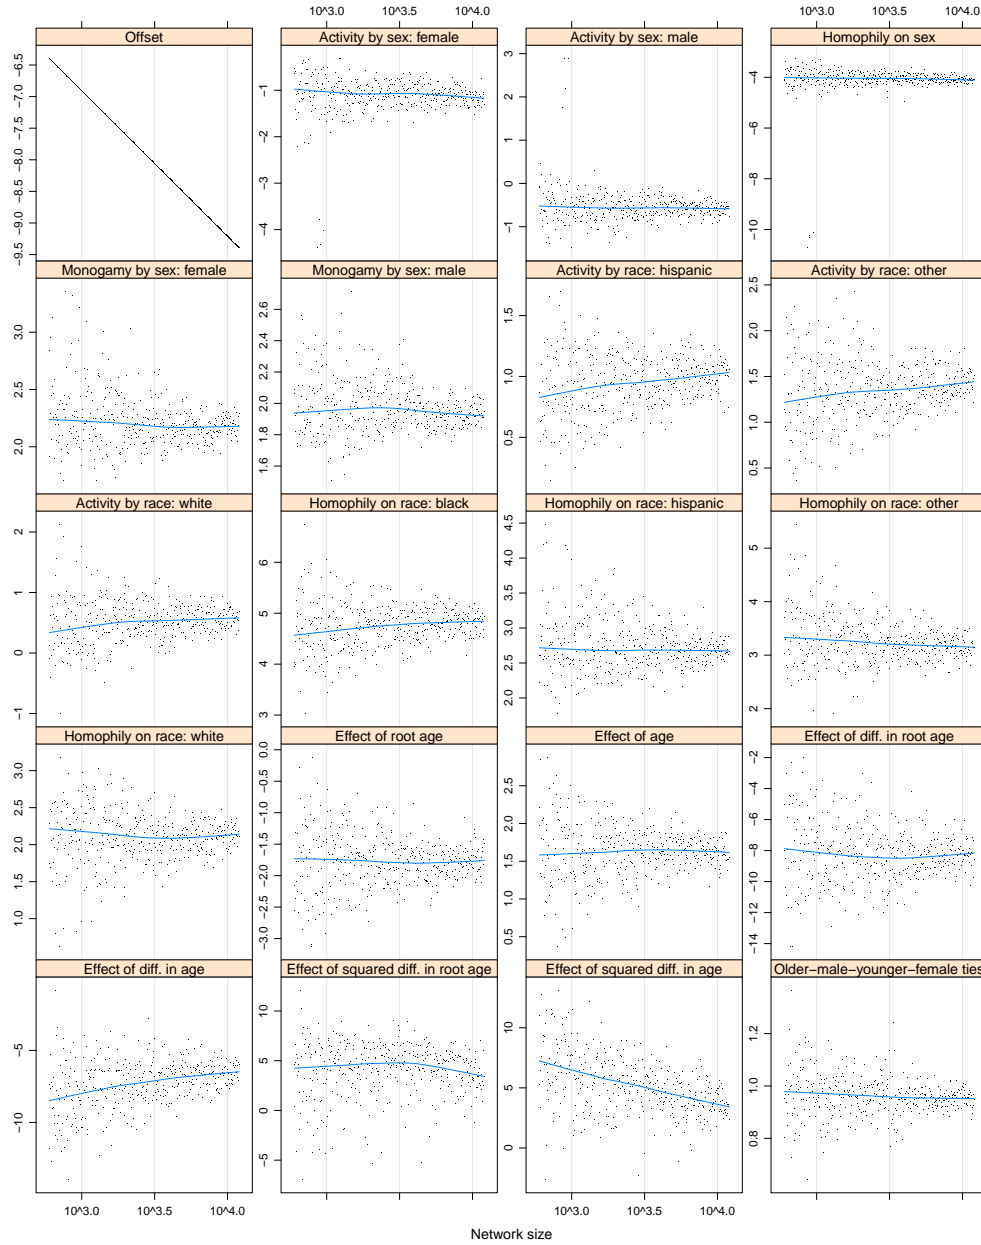 10^3.0 10^3.5 10^4.0 10^3.0 10^3.5 10^4.0
Offset Activity by sex: female Activity by sex: male Homophily on sex
−6.5 −7.0 −7.5 −8.0 −8.5 −9.0 −9.5
−1 −2 −3 −4
3 2 1 0 −1
−4 −6 −8 −10
Monogamy by sex: female Monogamy by sex: male Activity by race: hispanic Activity by race: other
3.0 2.5 2.0
2.6 2.4 2.2 2.0 1.8 1.6
1.5 1.0 0.5
2.5 2.0 1.5 1.0 0.5
Activity by race: white Homophily on race: black Homophily on race: hispanic Homophily on race: other
2 1 0 −1
6 5 4 3
4.5 4.0 3.5 3.0 2.5 2.0
5 4 3 2
Homophily on race: white Effect of root age Effect of age Effect of diff. in root age
3.0 2.5 2.0 1.5 1.0
0.0 −0.5 −1.0 −1.5 −2.0 −2.5 −3.0
2.5 2.0 1.5 1.0 0.5
−2 −4 −6 −8 −10 −12 −14
Effect of diff. in age Effect of squared diff. in root age Effect of squared diff. in age Older−male−younger−female ties
−5 −10
10 5 0 −5
10 5 0
1.2 1.0 0.8
10^3.0 10^3.5 10^4.0 10^3.0 10^3.5 10^4.0
Network size